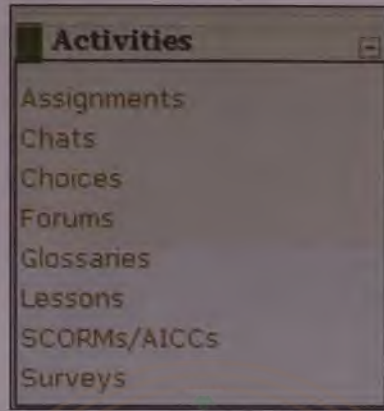 Activities
Assignments
Chats
Choices
Forums
Glossaries
Lessons
SCORMs/AICCs
Surveys